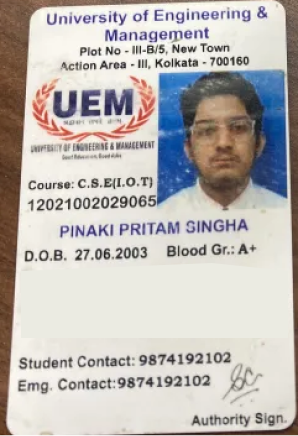 University of Engineering &
Management
Plot No - III-B/5, New Town
Action Area - III, Kolkata - 700160
UEM
UNIVERSITY OF ENGINEERING & MANAGEMENT
Course: C.S.E(I.O.T)
12021002029065
PINAKI PRITAM SINGHA
D.O.B. 27.06.2003 Blood Gr.: A+
Student Contact: 9874192102
Emg. Contact:9874192102
Authority Sign.